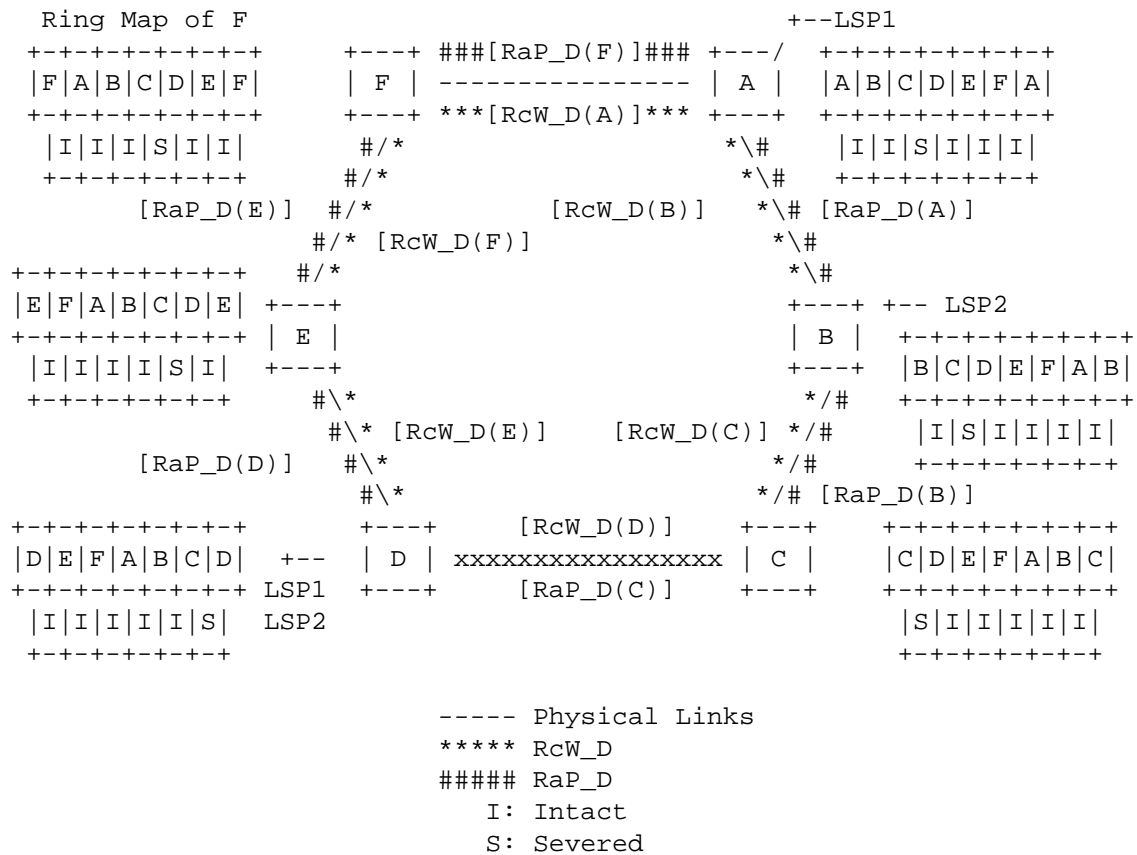 Ring Map of F                                    +--LSP1
 +-+-+-+-+-+-+-+      +---+ ###[RaP_D(F)]### +---/  +-+-+-+-+-+-+-+
 |F|A|B|C|D|E|F|      | F | ---------------- | A |  |A|B|C|D|E|F|A|
 +-+-+-+-+-+-+-+      +---+ ***[RcW_D(A)]*** +---+  +-+-+-+-+-+-+-+
  |I|I|I|S|I|I|        #/*                     *\#    |I|I|S|I|I|I|
  +-+-+-+-+-+-+       #/*                       *\#   +-+-+-+-+-+-+
        [RaP_D(E)]  #/*           [RcW_D(B)]   *\# [RaP_D(A)]
                   #/* [RcW_D(F)]                *\#
+-+-+-+-+-+-+-+   #/*                             *\#
|E|F|A|B|C|D|E| +---+                             +---+ +-- LSP2
+-+-+-+-+-+-+-+ | E |                             | B |  +-+-+-+-+-+-+-+
 |I|I|I|I|S|I|  +---+                             +---+  |B|C|D|E|F|A|B|
 +-+-+-+-+-+-+     #\*                             */#   +-+-+-+-+-+-+-+
                    #\* [RcW_D(E)]    [RcW_D(C)] */#      |I|S|I|I|I|I|
        [RaP_D(D)]   #\*                        */#       +-+-+-+-+-+-+
                      #\*                      */# [RaP_D(B)]
+-+-+-+-+-+-+-+       +---+     [RcW_D(D)]    +---+    +-+-+-+-+-+-+-+
|D|E|F|A|B|C|D|  +--  | D | xxxxxxxxxxxxxxxxx | C |    |C|D|E|F|A|B|C|
+-+-+-+-+-+-+-+ LSP1  +---+     [RaP_D(C)]    +---+    +-+-+-+-+-+-+-+
 |I|I|I|I|I|S|  LSP2                                    |S|I|I|I|I|I|
 +-+-+-+-+-+-+                                          +-+-+-+-+-+-+
----- Physical Links
***** RcW_D
##### RaP_D
I: Intact
S: Severed